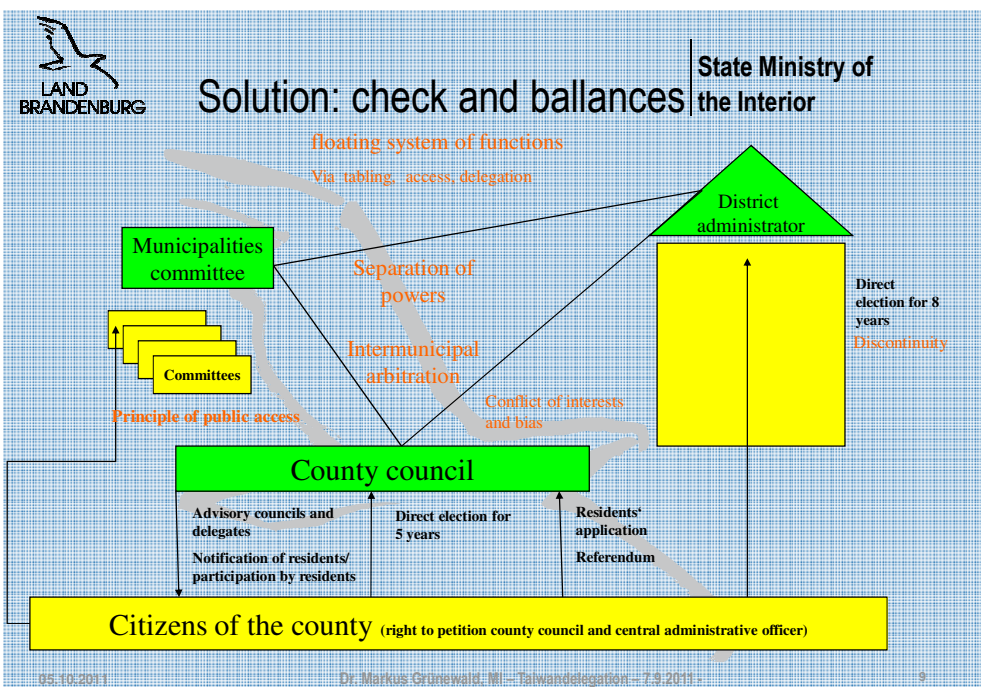 LAND
BRANDENBURG
Solution: check and ballances
State Ministry of
the Interior
floating system of functions
Via tabling, access, delegation
District
administrator
Municipalities
committee
Separation of
powers
Direct
election for 8
years
Discontinuity
Intermunicipal
arbitration
Committees
Conflict of interests
and bias
Principle of public access
County council
Advisory councils and
delegates
Notification of residents/
participation by residents
Direct election for
5 years
Residents‘
application
Referendum
Citizens of the county (right to petition county council and central administrative officer)
05.10.2011
Dr. Markus Grünewald, MI – Taiwandelegation – 7.9.2011 -
9